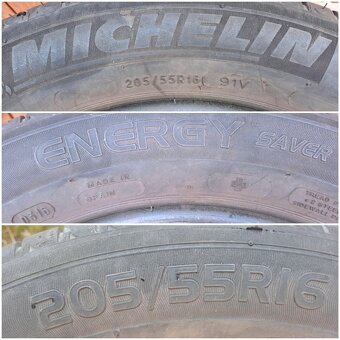 MICHELIN
205/55R16 91V
ENERGY SAVER
MADE IN
SPAIN
205/55R16